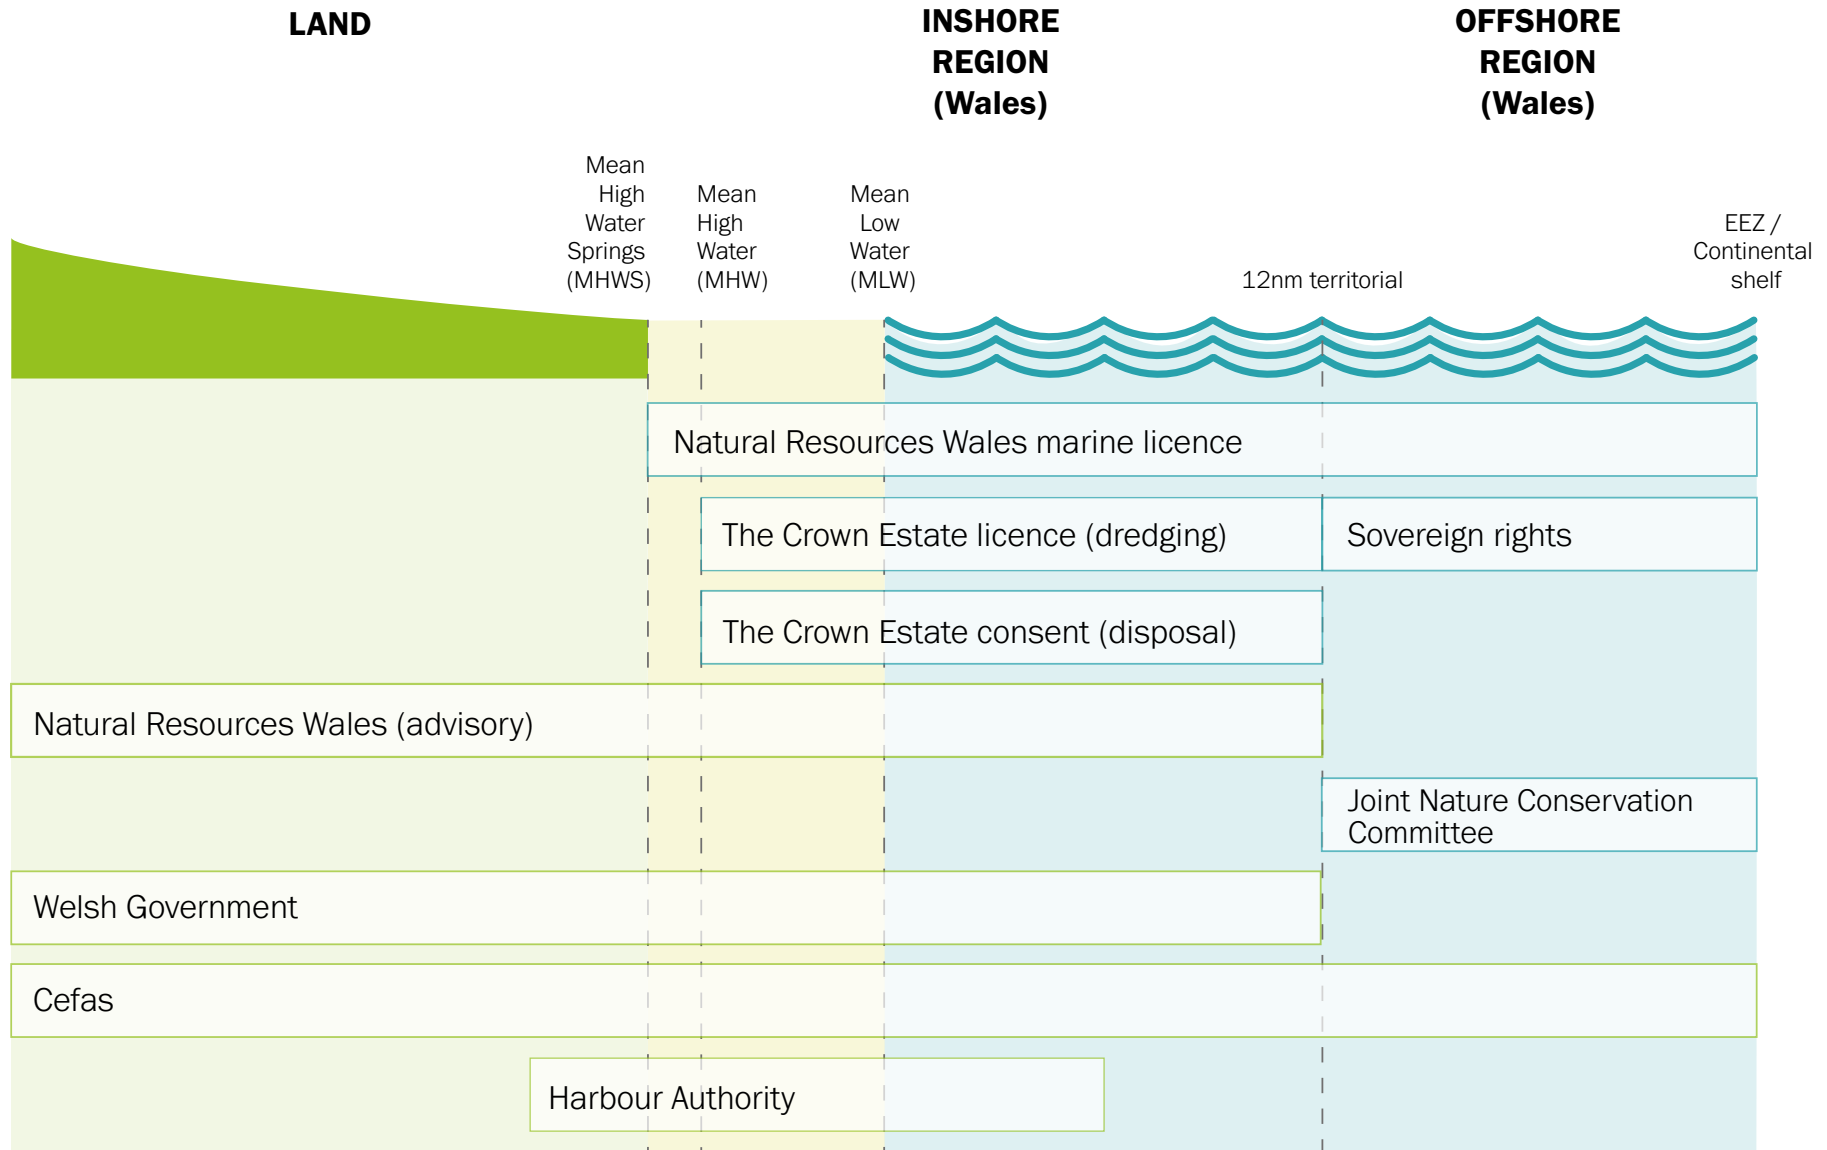 LAND
INSHORE
REGION
(Wales)
OFFSHORE
REGION
(Wales)
Mean
High
Water
Springs
(MHWS)
Mean
High
Water
(MHW)
Mean
Low
Water
(MLW)
12nm territorial
EEZ /
Continental
shelf
Natural Resources Wales marine licence
The Crown Estate licence (dredging)
Sovereign rights
The Crown Estate consent (disposal)
Natural Resources Wales (advisory)
Joint Nature Conservation
Committee
Welsh Government
Cefas
Harbour Authority